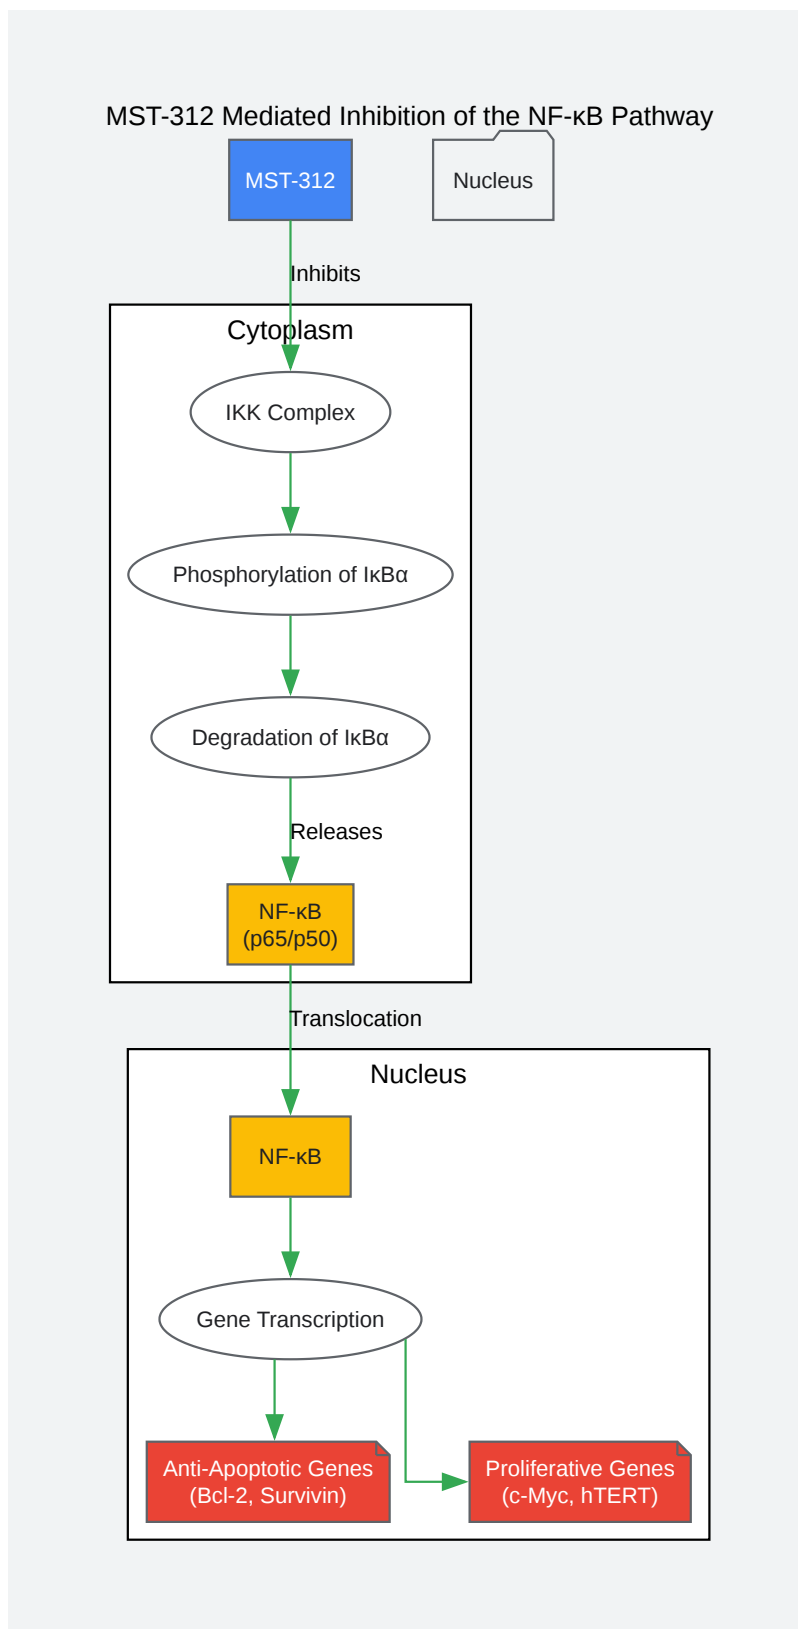 MST-312 Mediated Inhibition of the NF-κB Pathway
MST-312
Nucleus
Inhibits
Cytoplasm
IKK Complex
Phosphorylation of IκBα
Degradation of IκBα
Releases
NF-κB
(p65/p50)
Translocation
Nucleus
NF-κB
Gene Transcription
Anti-Apoptotic Genes
(Bcl-2, Survivin)
Proliferative Genes
(c-Myc, hTERT)